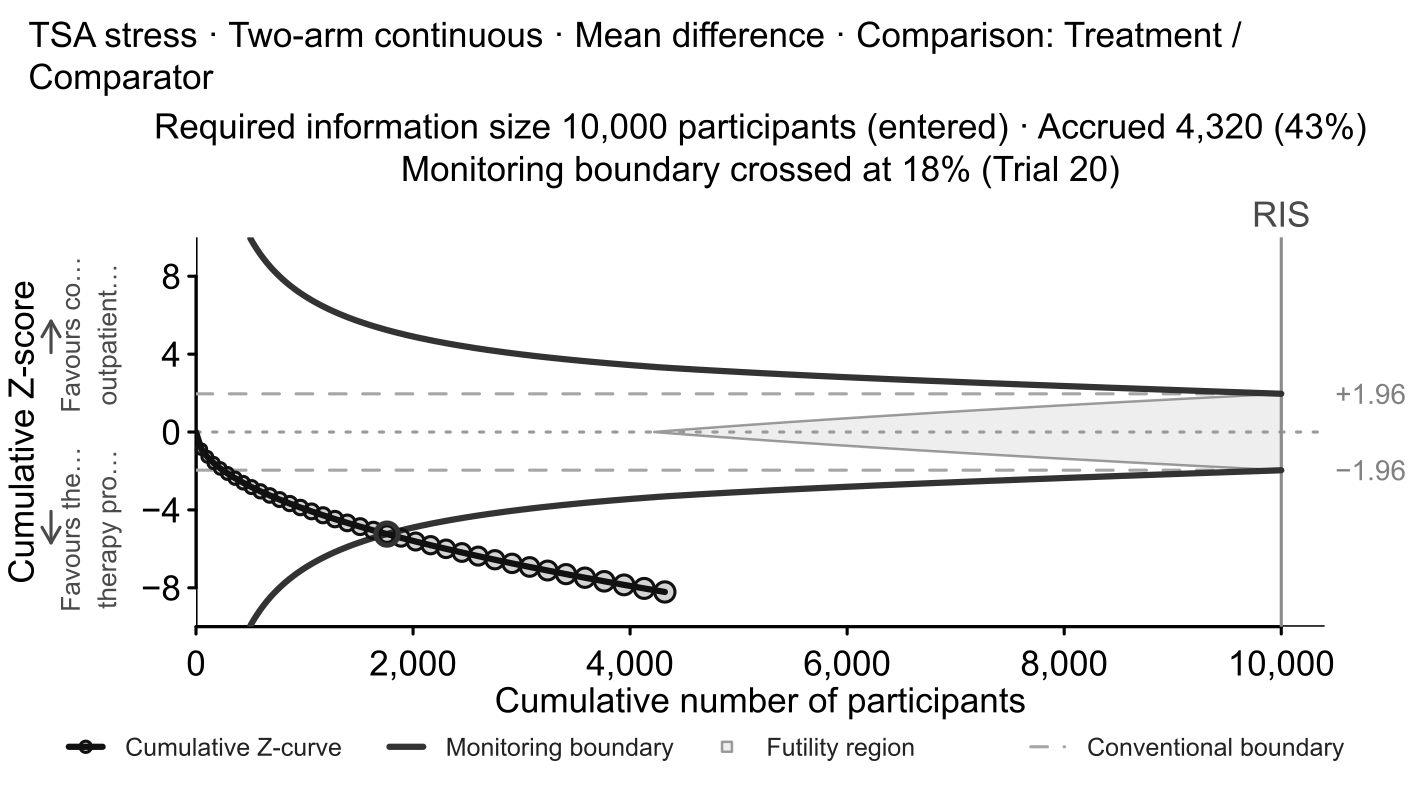 TSA stress · Two-arm continuous · Mean difference · Comparison: Treatment /
Comparator
Required information size 10,000 participants (entered) · Accrued 4,320 (43%)
Monitoring boundary crossed at 18% (Trial 20)
RIS
Cumulative Z-score
Favours co…
outpatient…
Favours the…
therapy pro…
8
4
0
−4
−8
+1.96
−1.96
0
2,000
4,000
6,000
8,000
10,000
Cumulative number of participants
Cumulative Z-curve
Monitoring boundary
Futility region
Conventional boundary